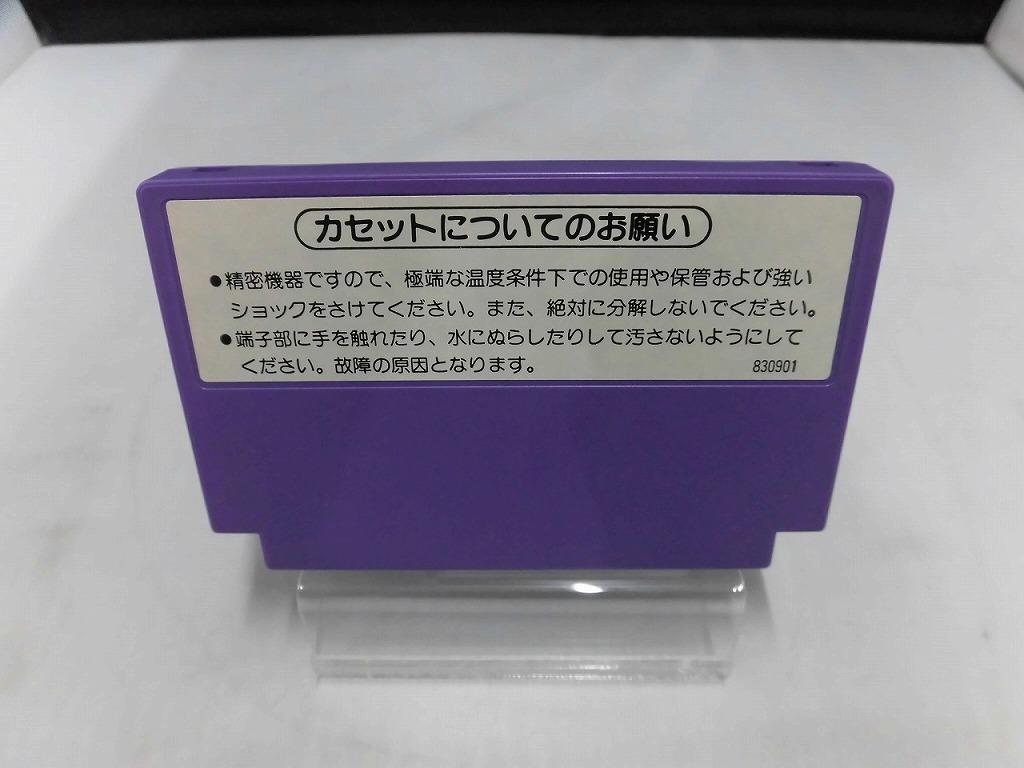 カセットについてのお願い
●精密機器ですので、極端な温度条件下での使用や保管および強い
ショックをさけてください。また、絶対に分解しないでください。
●端子部に手を触れたり、水にぬらしたりして汚さないようにして
ください。故障の原因となります。 830901